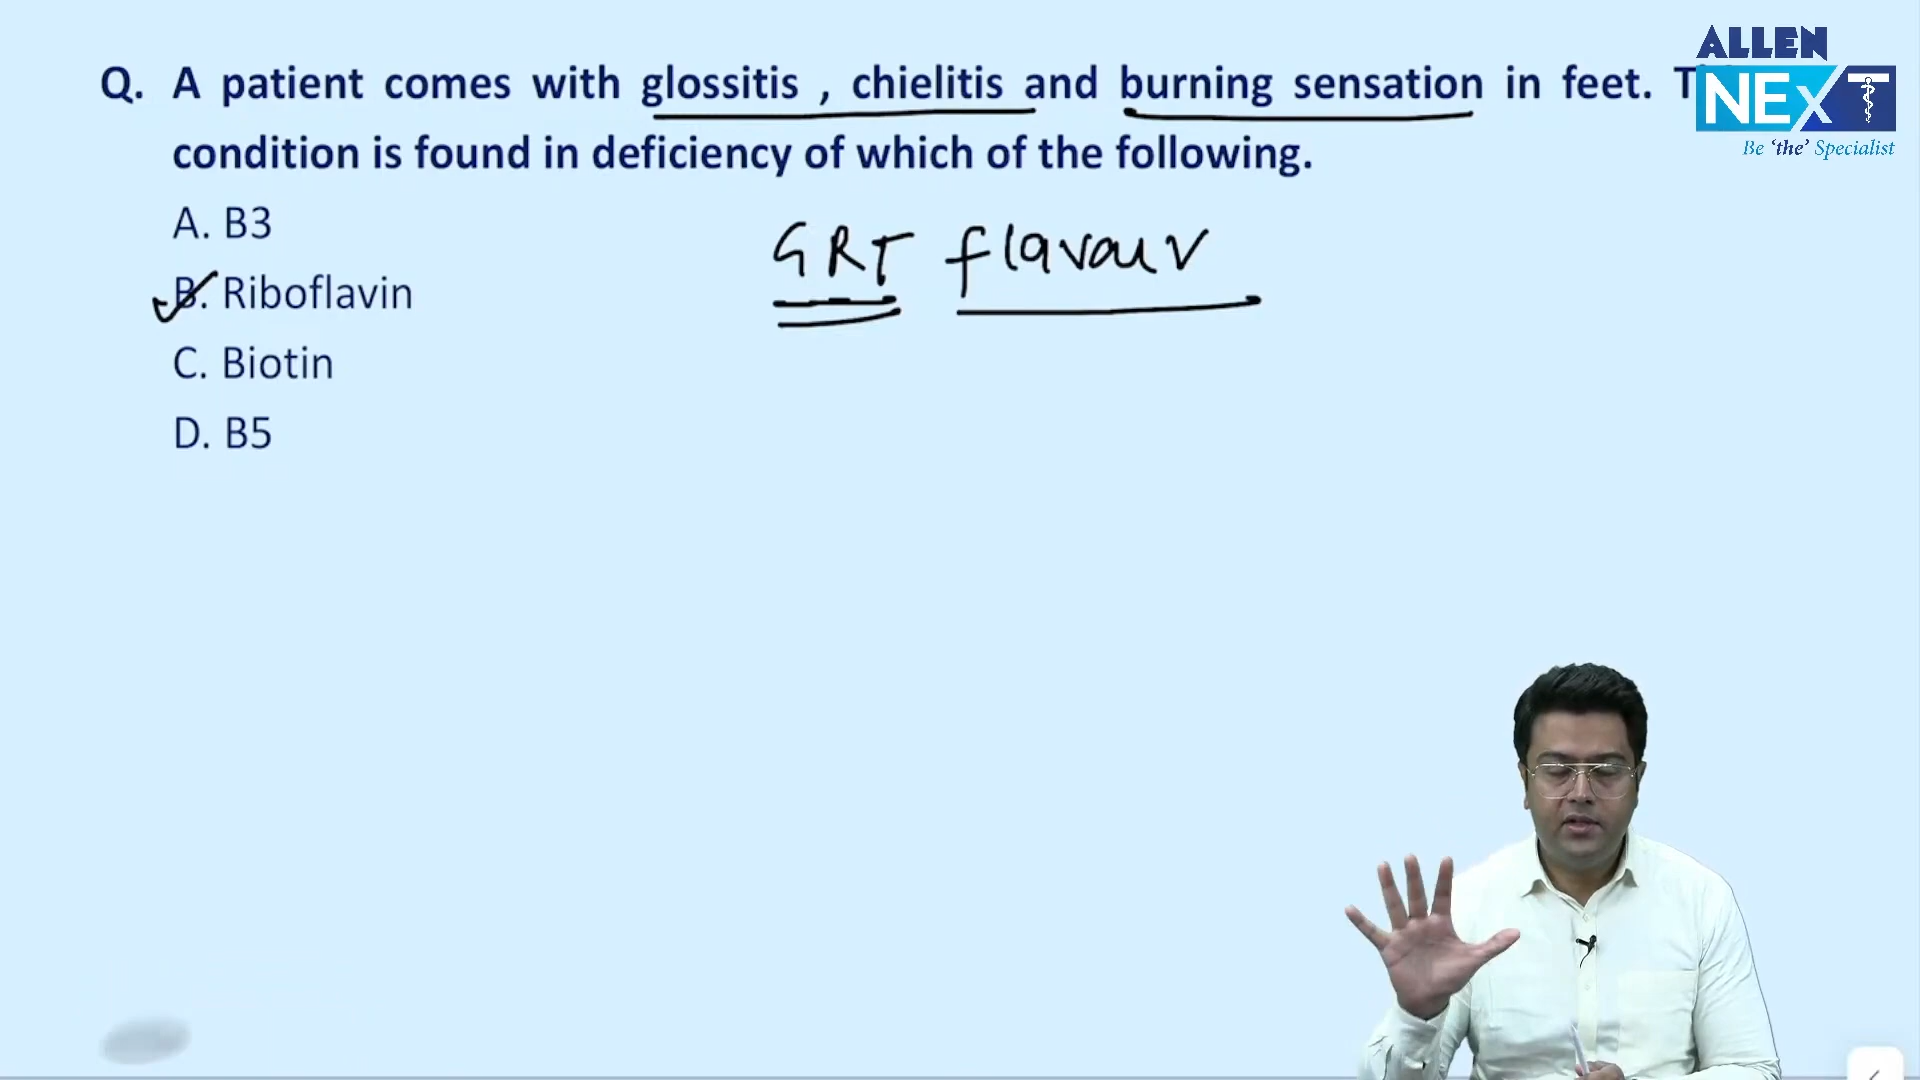 ALLEN
NEXT
Be 'the' Specialist
Q. A patient comes with glossitis , chielitis and burning sensation in feet.
condition is found in deficiency of which of the following.
A. B3
B. Riboflavin
C. Biotin
D. B5
GRT flavour